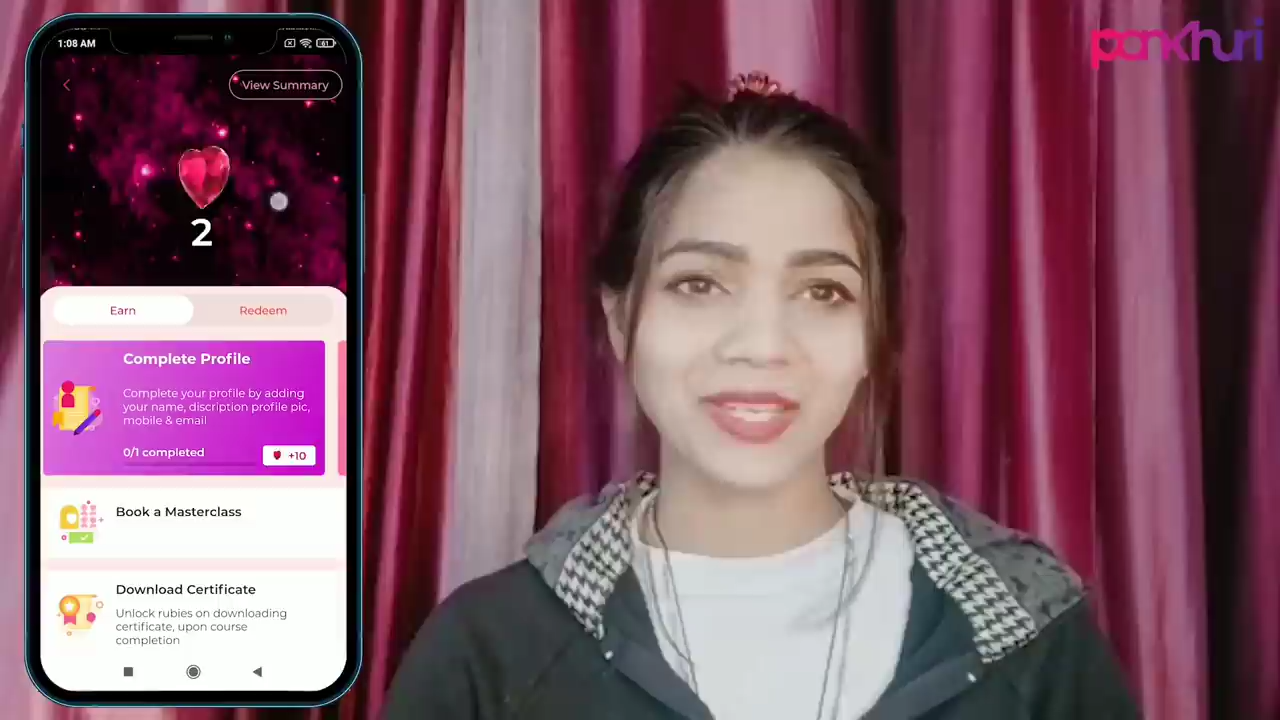 pankhuri
1:08 AM
61
View Summary
2
Earn
Redeem
Complete Profile
Complete your profile by adding
your name, discription profile pic,
mobile & email
0/1 completed
+10
Book a Masterclass
Download Certificate
Unlock rubies on downloading
certificate, upon course
completion